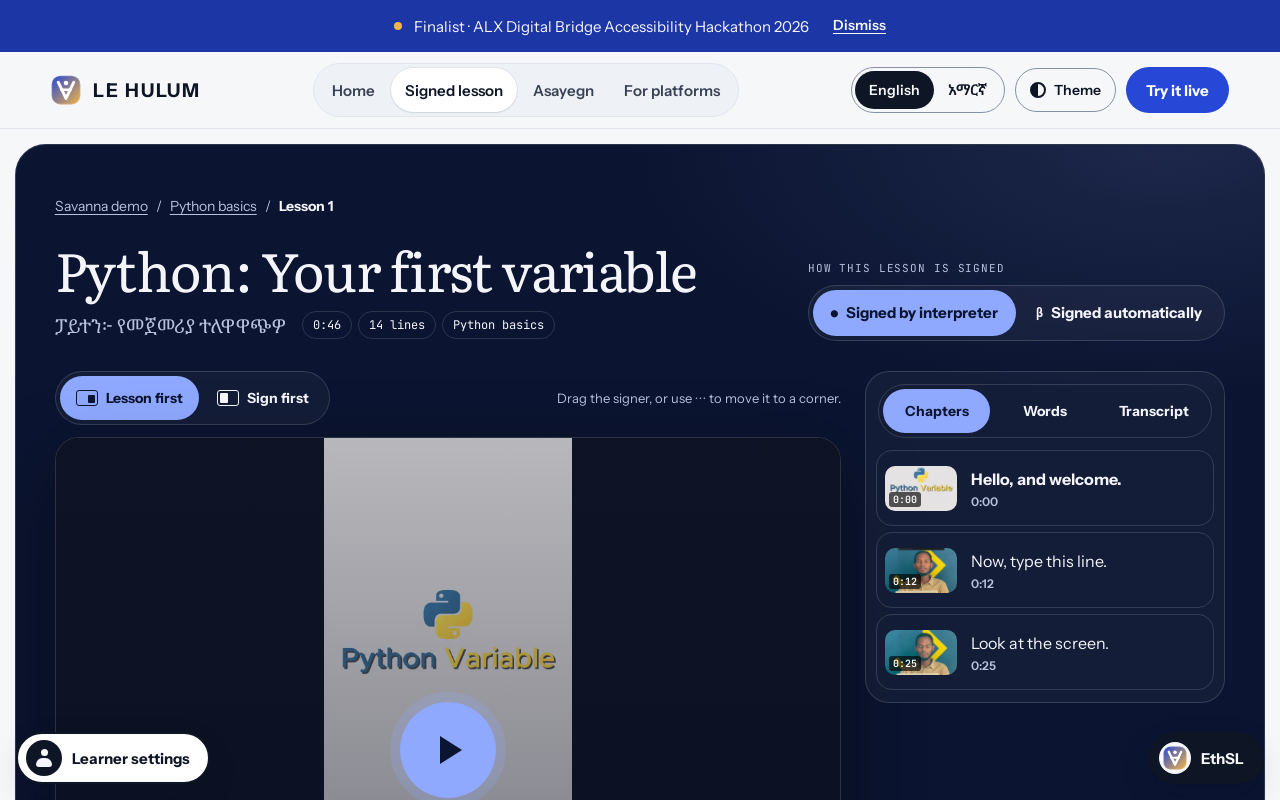 Finalist · ALX Digital Bridge Accessibility Hackathon 2026 Dismiss
LE HULUM
Home Signed lesson Asayegn For platforms
English አማርኛ Theme Try it live
Savanna demo / Python basics / Lesson 1
Python: Your first variable
ፓይተን፦ የመጀመሪያ ተለዋዋጭዎ 0:46 14 lines Python basics
HOW THIS LESSON IS SIGNED
Signed by interpreter β Signed automatically
Lesson first Sign first
Drag the signer, or use ··· to move it to a corner.
Python Variable
Chapters Words Transcript
Python Variable
0:00
Hello, and welcome.
0:00
0:12
Now, type this line.
0:12
0:25
Look at the screen.
0:25
Learner settings
EthSL